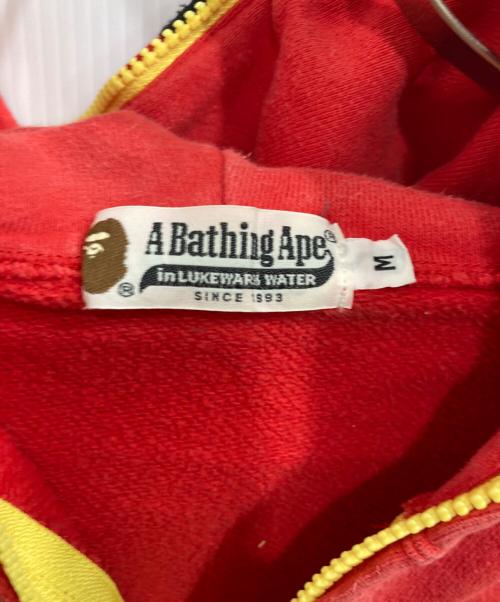 A Bathing Ape®
in LUKEWARM WATER
SINCE 1993
®
M